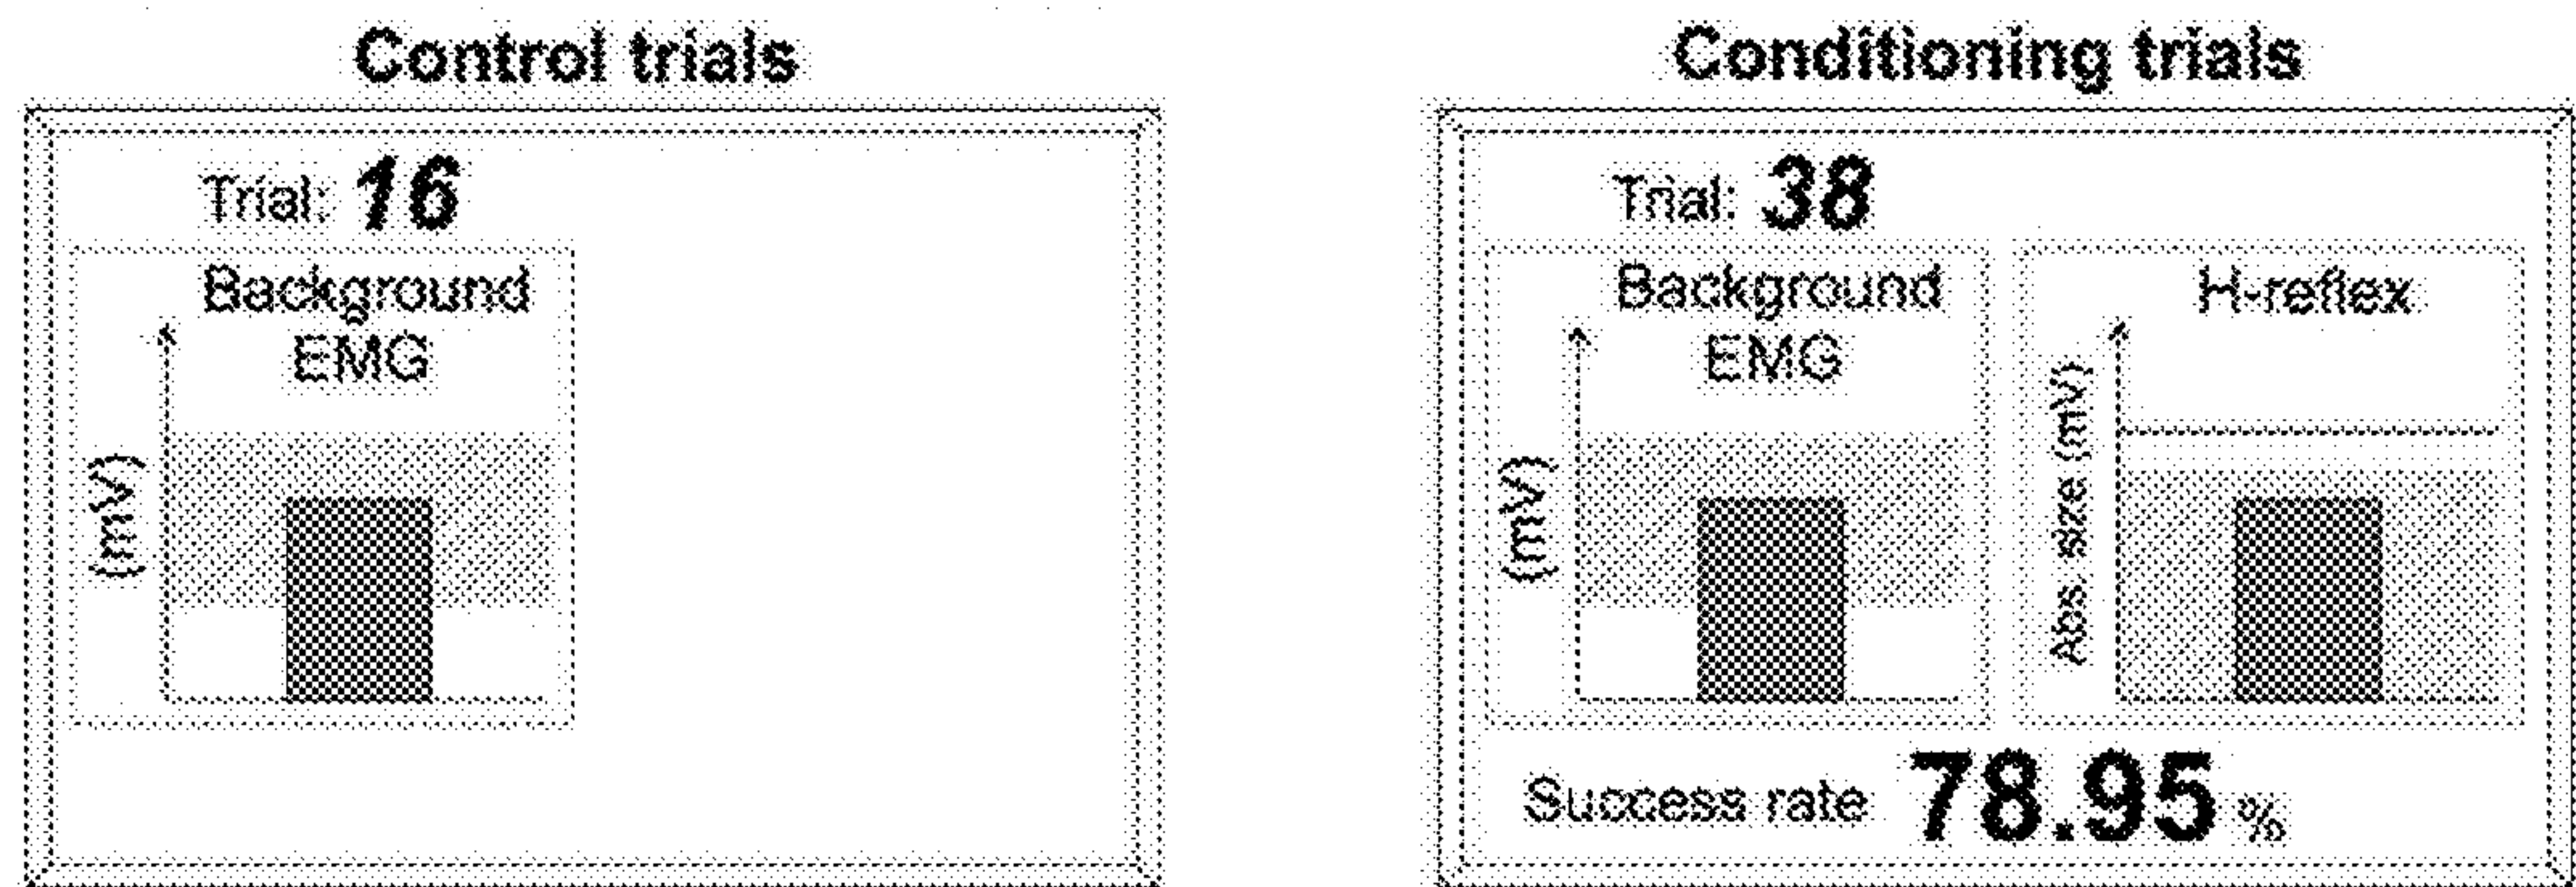 Control trials
Trial: 16
Background
EMG
(mV)
Conditioning trials
Trial: 38
Background
EMG
(mV)
H-reflex
Abs. size (mV)
Success rate 78.95 %